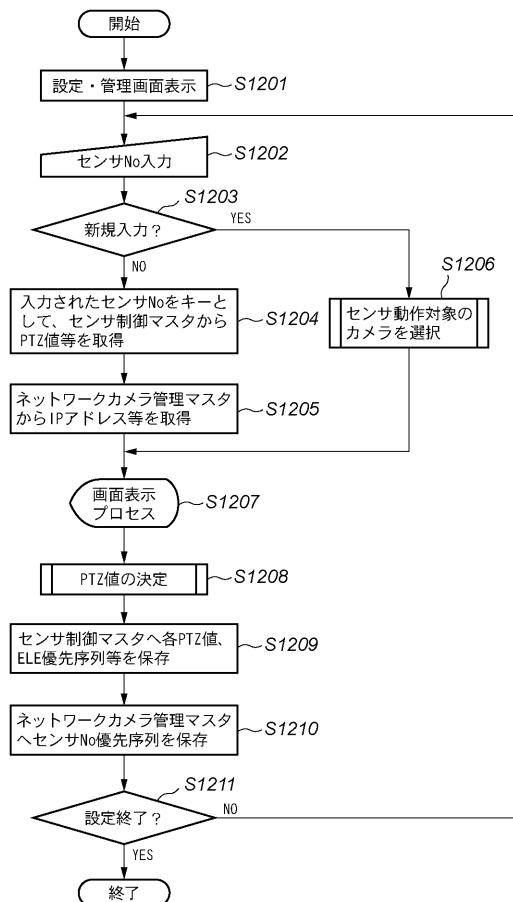 開始
設定・管理画面表示
S1201
センサNo入力
S1202
S1203
新規入力？
YES
NO
入力されたセンサNoをキーと
して、センサ制御マスタから
PTZ値等を取得
S1204
S1206
センサ動作対象の
カメラを選択
ネットワークカメラ管理マスタ
からIPアドレス等を取得
S1205
画面表示
プロセス
S1207
PTZ値の決定
S1208
センサ制御マスタへ各PTZ値、
ELE優先序列等を保存
S1209
ネットワークカメラ管理マスタ
へセンサNo優先序列を保存
S1210
S1211
設定終了？
NO
YES
終了